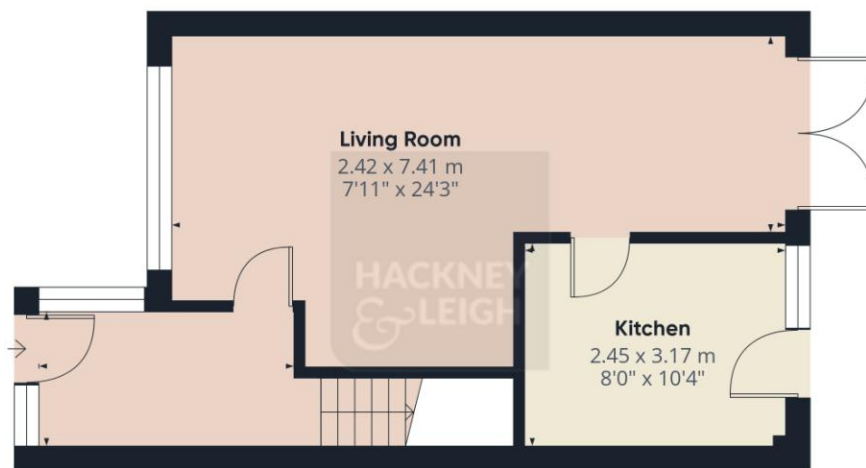 Living Room
2.42 x 7.41 m
7'11" x 24'3"
HACKNEY
& LEIGH
Kitchen
2.45 x 3.17 m
8'0" x 10'4"